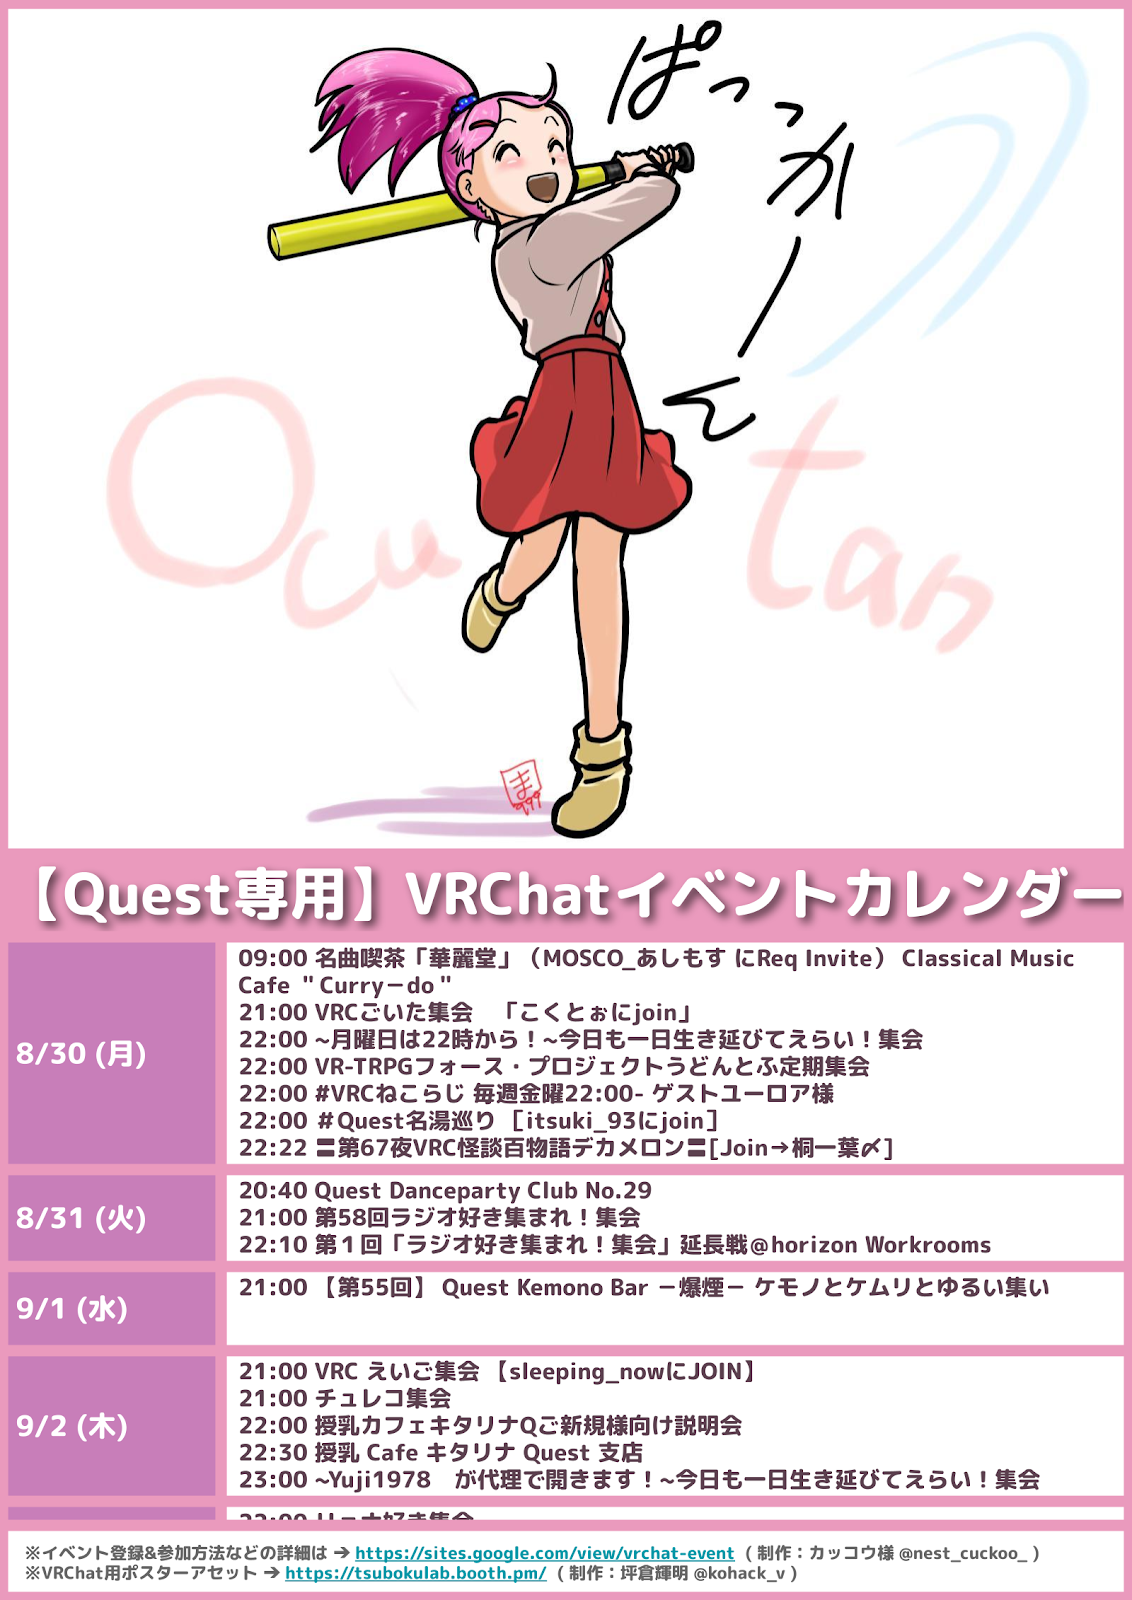 ぱっっかーん
Ocu tan
ま
999
【Quest専用】VRChatイベントカレンダー
8/30 (月)
09:00 名曲喫茶「華麗堂」（MOSCO_あしもす にReq Invite） Classical Music
Cafe ＂Curry－do＂
21:00 VRCごいた集会　「こくとぉにjoin」
22:00 ~月曜日は22時から！~今日も一日生き延びてえらい！集会
22:00 VR-TRPGフォース・プロジェクトうどんとふ定期集会
22:00 #VRCねこらじ 毎週金曜22:00- ゲストユーロア様
22:00 ＃Quest名湯巡り ［itsuki_93にjoin］
22:22 〓第67夜VRC怪談百物語デカメロン〓[Join→桐一葉〆]
8/31 (火)
20:40 Quest Danceparty Club No.29
21:00 第58回ラジオ好き集まれ！集会
22:10 第１回「ラジオ好き集まれ！集会」延長戦＠horizon Workrooms
9/1 (水)
21:00 【第55回】 Quest Kemono Bar －爆煙－ ケモノとケムリとゆるい集い
9/2 (木)
21:00 VRC えいご集会 【sleeping_nowにJOIN】
21:00 チュレコ集会
22:00 授乳カフェキタリナQご新規様向け説明会
22:30 授乳 Cafe キタリナ Quest 支店
23:00 ~Yuji1978　が代理で開きます！~今日も一日生き延びてえらい！集会
※イベント登録&参加方法などの詳細は ➔ https://sites.google.com/view/vrchat-event （制作：カッコウ様 @nest_cuckoo_ ）
※VRChat用ポスターアセット ➔ https://tsubokulab.booth.pm/ （制作：坪倉輝明 @kohack_v ）